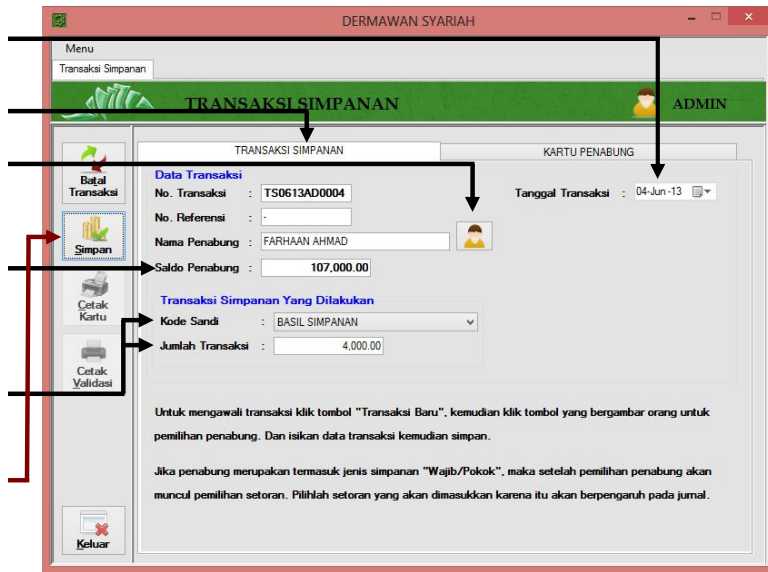 DERMAWAN SYARIAH
Menu
Transaksi Simpanan
TRANSAKSI SIMPANAN
ADMIN
Batal
Transaksi
Simpan
Cetak
Kartu
Cetak
Validasi
Keluar
TRANSAKSI SIMPANAN
KARTU PENABUNG
Data Transaksi
No. Transaksi : TS0613AD0004
Tanggal Transaksi : 04-Jun-13
No. Referensi : -
Nama Penabung : FARHAAN AHMAD
Saldo Penabung : 107,000.00
Transaksi Simpanan Yang Dilakukan
Kode Sandi : BASIL SIMPANAN
Jumlah Transaksi : 4,000.00
Untuk mengawali transaksi klik tombol "Transaksi Baru", kemudian klik tombol yang bergambar orang untuk
pemilihan penabung. Dan isikan data transaksi kemudian simpan.
Jika penabung merupakan termasuk jenis simpanan "Wajib/Pokok", maka setelah pemilihan penabung akan
muncul pemilihan setoran. Pilihlah setoran yang akan dimasukkan karena itu akan berpengaruh pada jurnal.